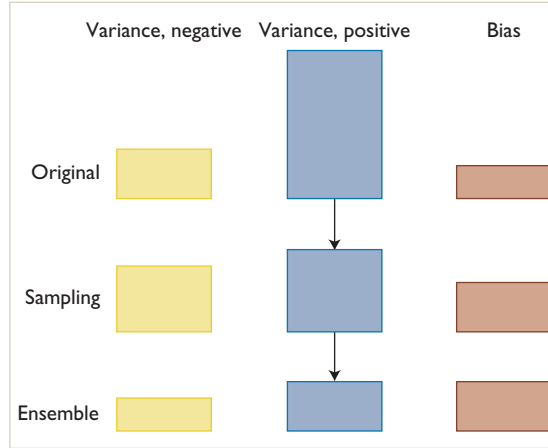 Variance, negative Variance, positive Bias
Original
Sampling
Ensemble